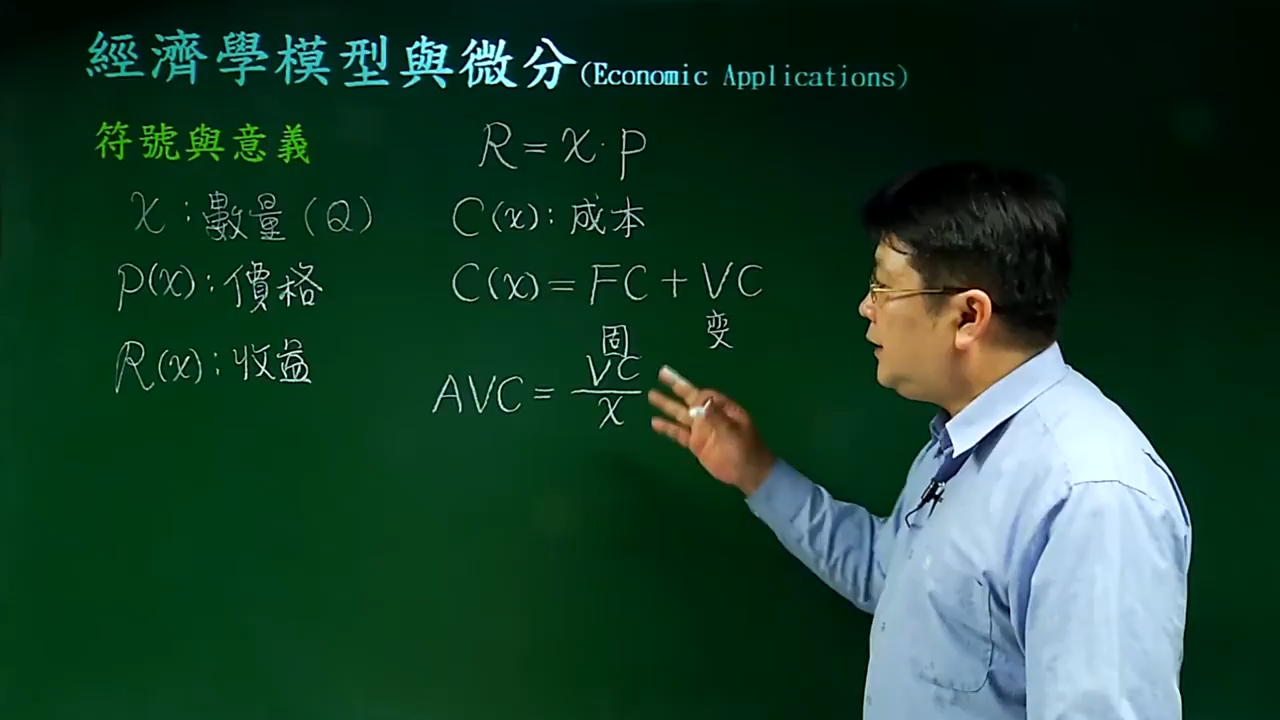 經濟學模型與微分(Economic Applications)
符號與意義
x：數量(Q)
p(x)：價格
R(x)：收益
R=x·p
C(x)：成本
C(x)=FC+VC
固 变
AVC=VC/x